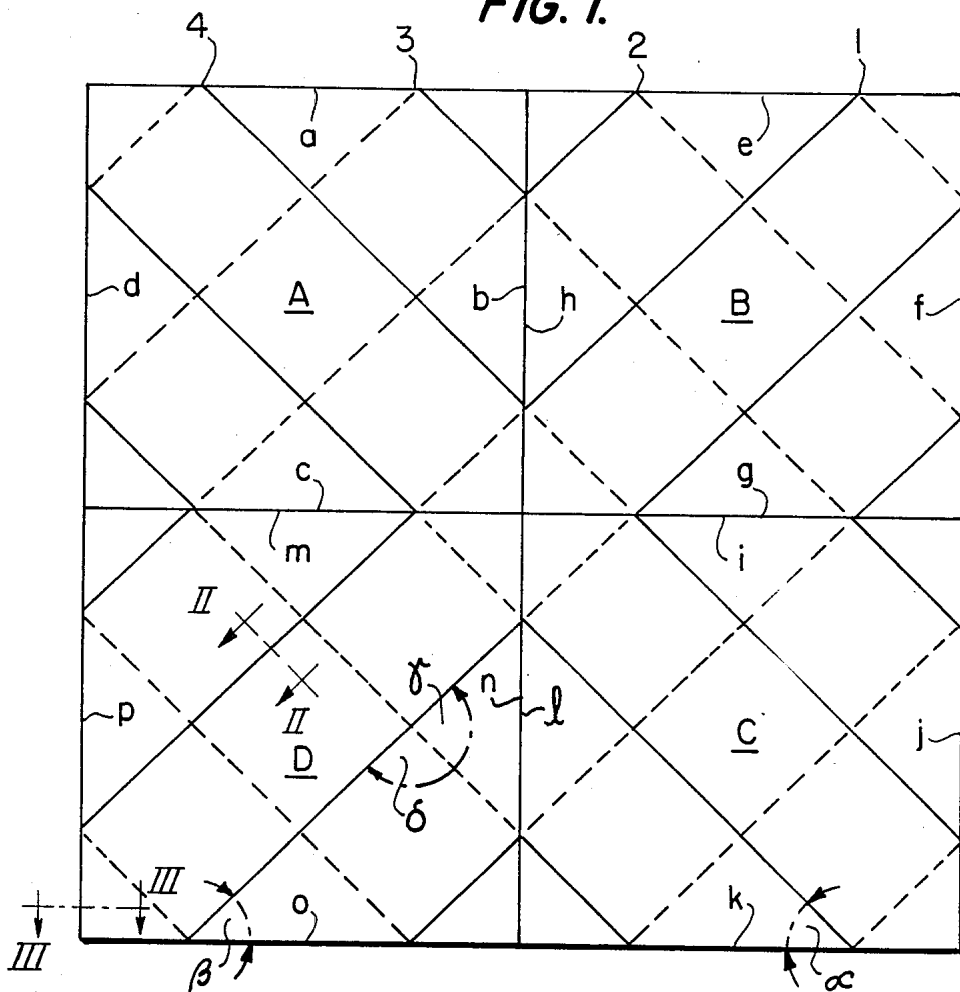 FIG. 1.
4 3 2 1
a e
d A b h B f
c g
m i
II
γ n l
p II D C j
δ
III o k
III β α